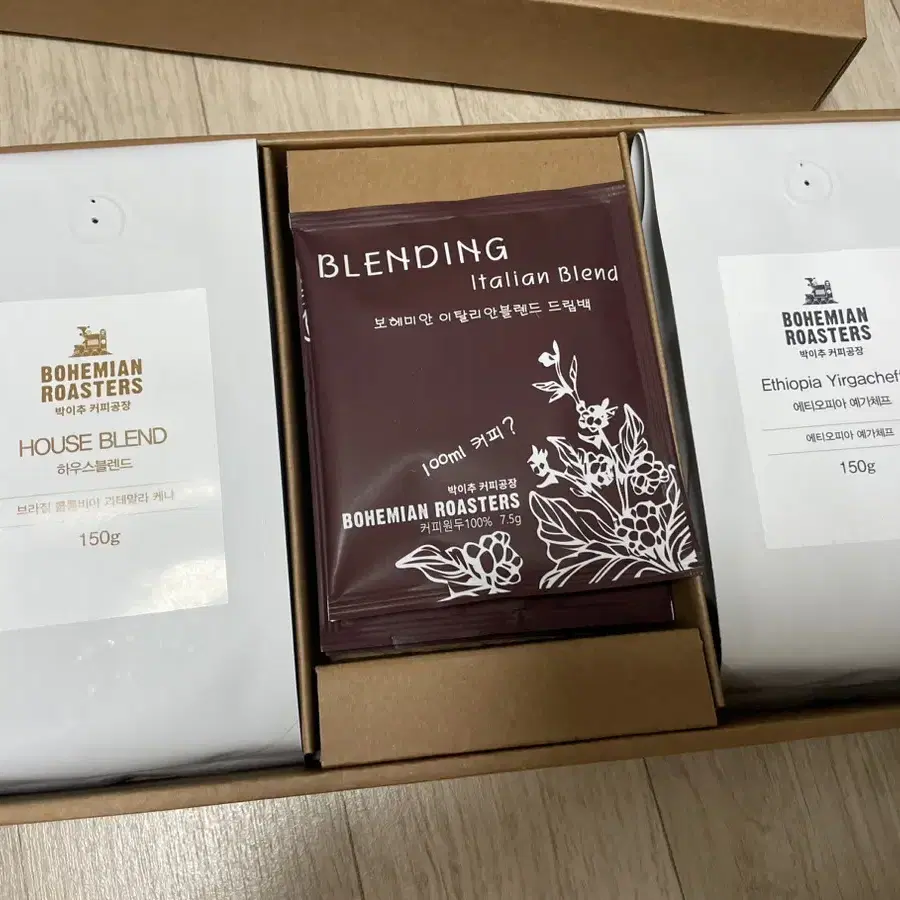 BOHEMIAN
ROASTERS
박이추 커피공장
HOUSE BLEND
하우스블렌드
브라질 콜롬비아 과테말라 케냐
150g
BLENDING
Italian Blend
보헤미안 이탈리안블렌드 드립백
100ml 커피?
박이추 커피공장
BOHEMIAN ROASTERS
커피원두100% 7.5g
BOHEMIAN
ROASTERS
박이추 커피공장
Ethiopia
에티오피아 예가체프
에티오피아 예가체프
150g